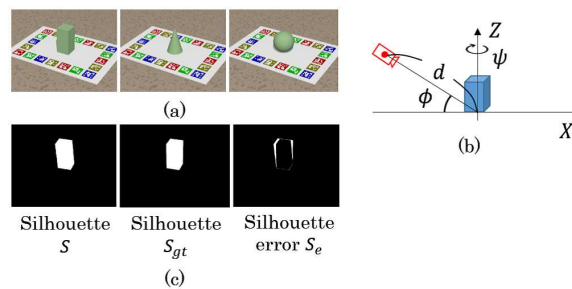 (a)
Z
ψ
d
ϕ
X
(b)
Silhouette Silhouette Silhouette
S S_gt error S_e
(c)